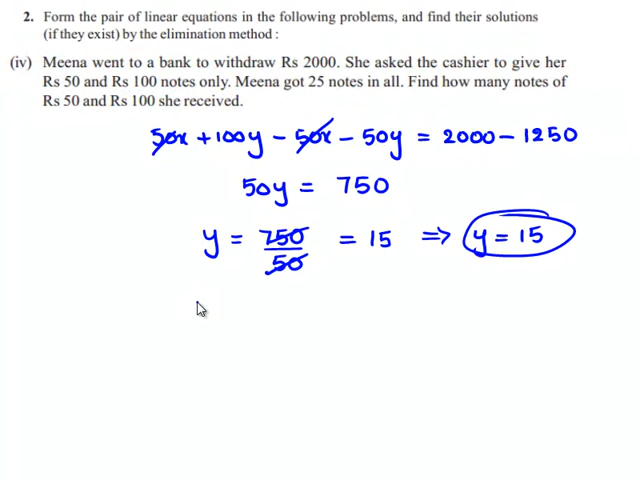 2. Form the pair of linear equations in the following problems, and find their solutions
(if they exist) by the elimination method :
(iv) Meena went to a bank to withdraw Rs 2000. She asked the cashier to give her
Rs 50 and Rs 100 notes only. Meena got 25 notes in all. Find how many notes of
Rs 50 and Rs 100 she received.
50x + 100y - 50x - 50y = 2000 - 1250
50y = 750
y = 750/50 = 15 ⇒ y = 15